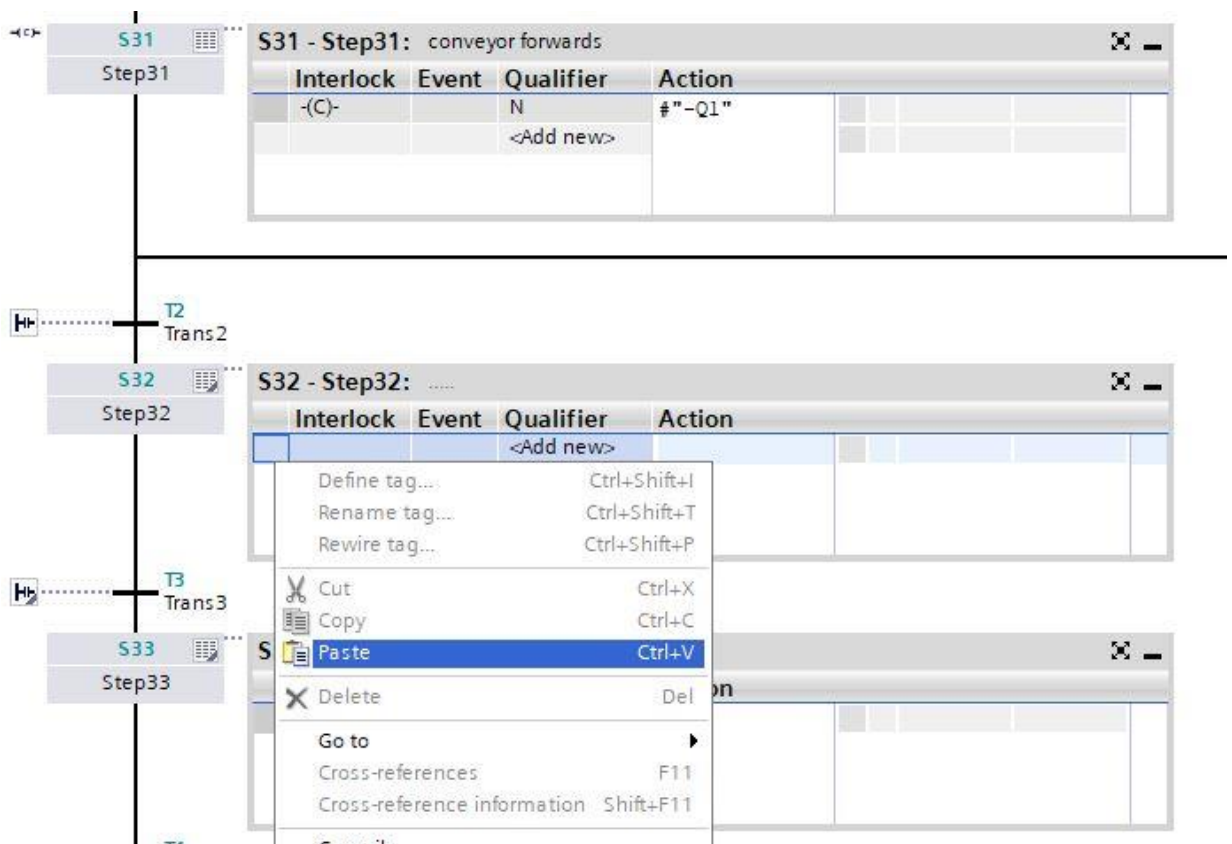 -(C)-
S31
Step31
S31 - Step31: conveyor forwards
Interlock Event Qualifier Action
-(C)- N #"-Q1"
<Add new>
T2
Trans2
S32
Step32
S32 - Step32: .....
Interlock Event Qualifier Action
<Add new>
Define tag... Ctrl+Shift+I
Rename tag... Ctrl+Shift+T
Rewire tag... Ctrl+Shift+P
Cut Ctrl+X
Copy Ctrl+C
Paste Ctrl+V
Delete Del
Go to
Cross-references F11
Cross-reference information Shift+F11
T3
Trans3
S33
Step33
S
on